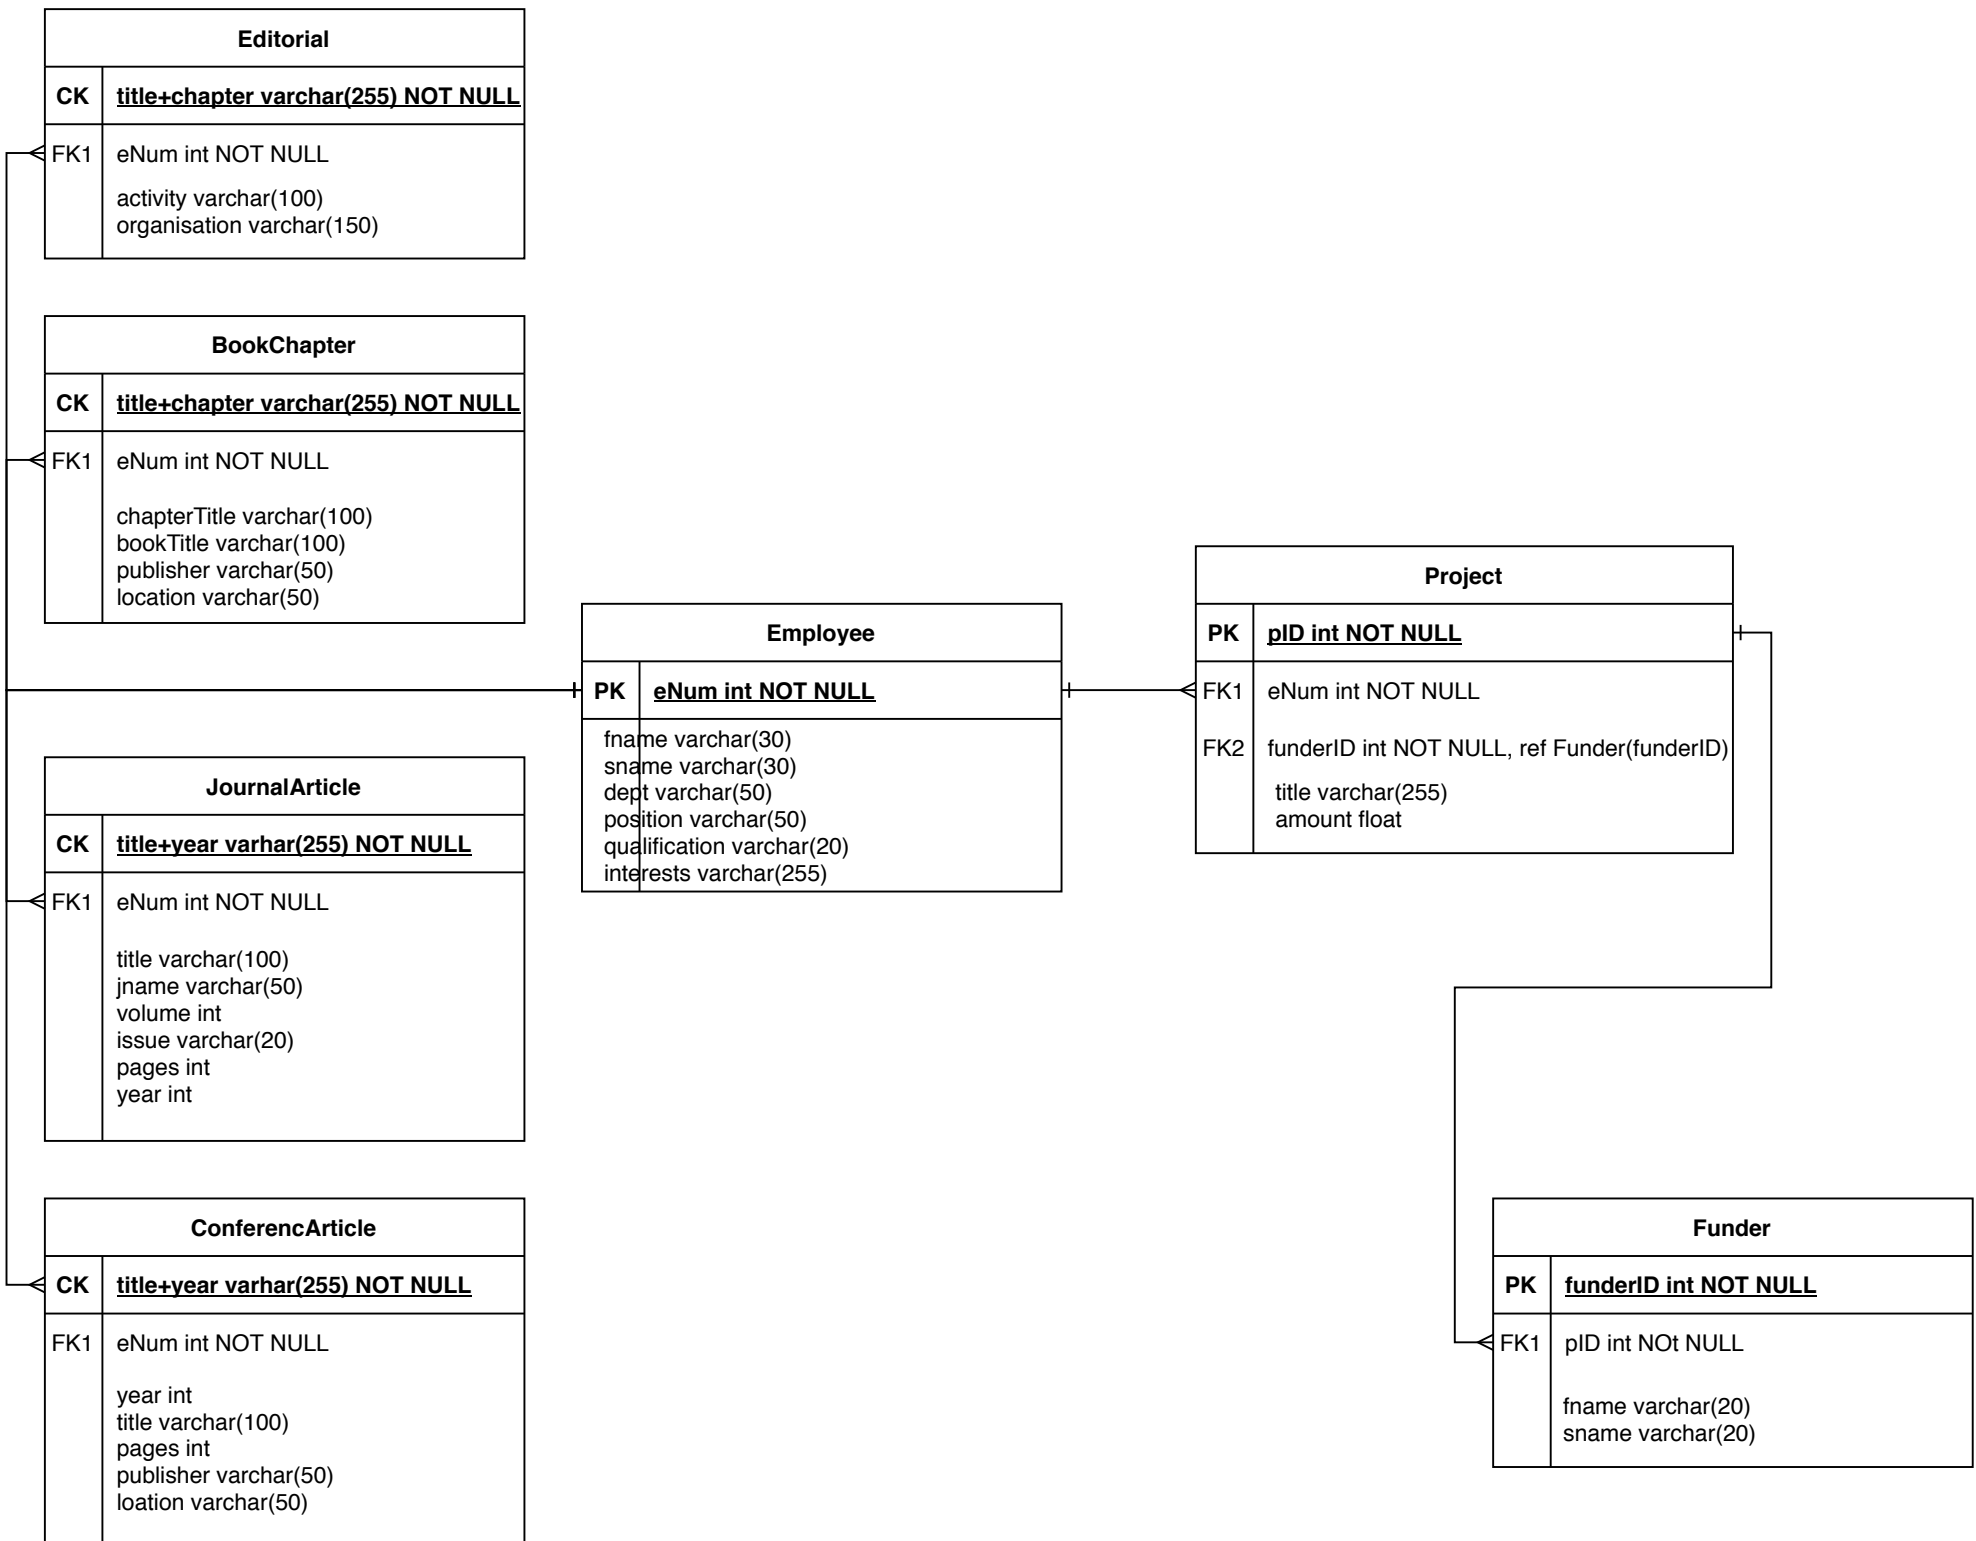 Editorial
CK title+chapter varchar(255) NOT NULL
FK1 eNum int NOT NULL
activity varchar(100)
organisation varchar(150)
BookChapter
CK title+chapter varchar(255) NOT NULL
FK1 eNum int NOT NULL
chapterTitle varchar(100)
bookTitle varchar(100)
publisher varchar(50)
location varchar(50)
JournalArticle
CK title+year varhar(255) NOT NULL
FK1 eNum int NOT NULL
title varchar(100)
jname varchar(50)
volume int
issue varchar(20)
pages int
year int
ConferencArticle
CK title+year varhar(255) NOT NULL
FK1 eNum int NOT NULL
year int
title varchar(100)
pages int
publisher varchar(50)
loation varchar(50)
Employee
PK eNum int NOT NULL
fname varchar(30)
sname varchar(30)
dept varchar(50)
position varchar(50)
qualification varchar(20)
interests varchar(255)
Project
PK pID int NOT NULL
FK1 eNum int NOT NULL
FK2 funderID int NOT NULL, ref Funder(funderID)
title varchar(255)
amount float
Funder
PK funderID int NOT NULL
FK1 pID int NOt NULL
fname varchar(20)
sname varchar(20)